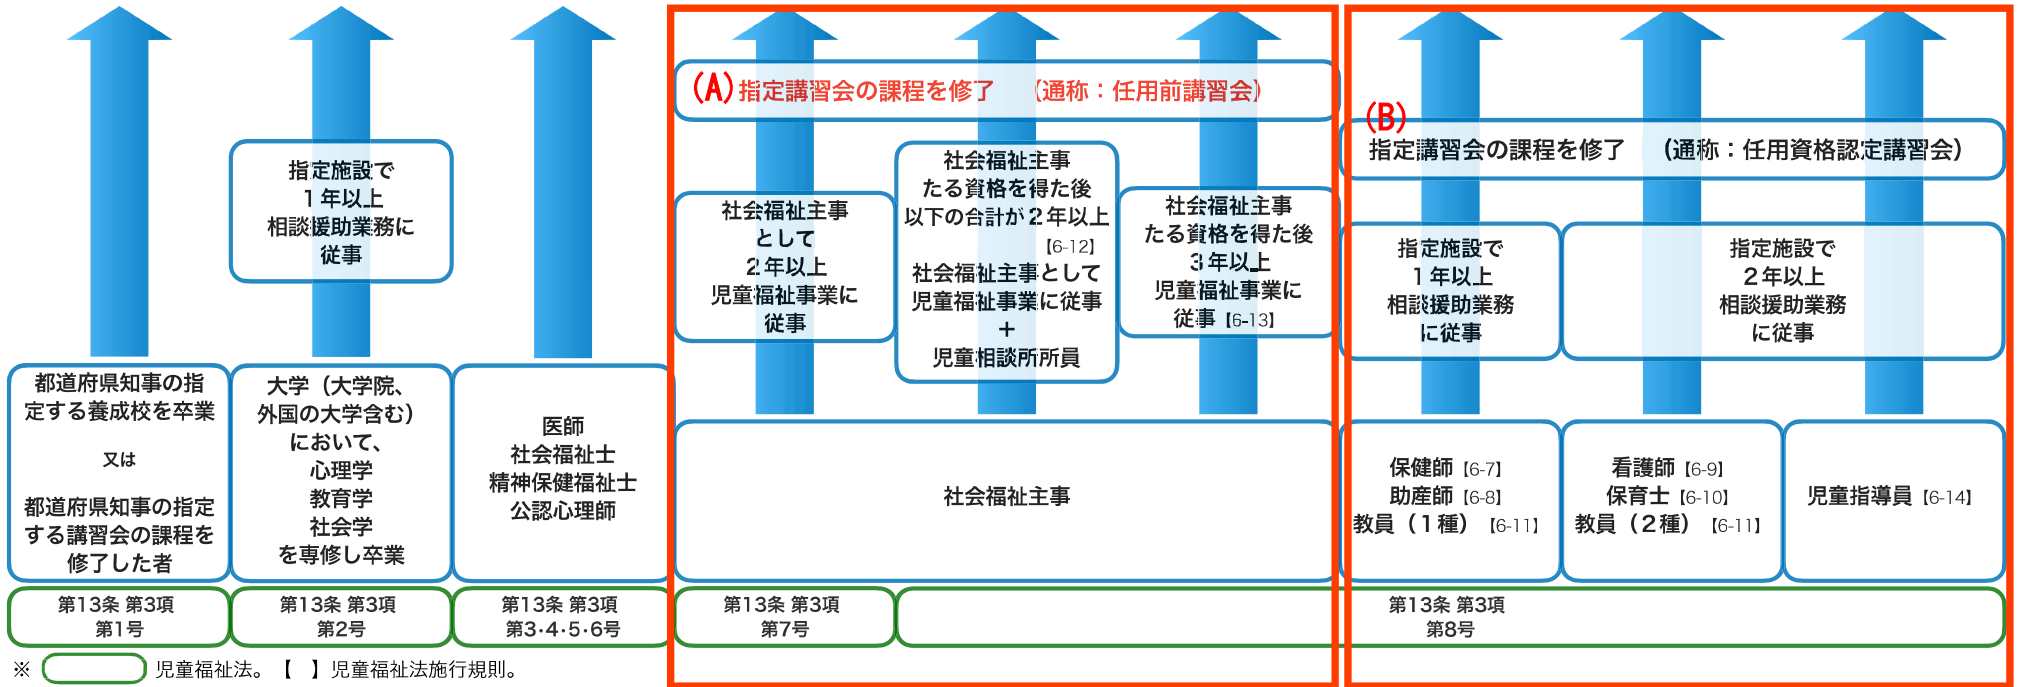 (A) 指定講習会の課程を修了 （通称：任用前講習会）
(B)
指定講習会の課程を修了 （通称：任用資格認定講習会）
指定施設で
１年以上
相談援助業務に
従事
社会福祉主事
として
２年以上
児童福祉事業に
従事
社会福祉主事
たる資格を得た後
以下の合計が２年以上
【6-12】
社会福祉主事として
児童福祉事業に従事
＋
児童相談所所員
社会福祉主事
たる資格を得た後
３年以上
児童福祉事業に
従事【6-13】
指定施設で
１年以上
相談援助業務
に従事
指定施設で
２年以上
相談援助業務
に従事
都道府県知事の指
定する養成校を卒業
又は
都道府県知事の指定
する講習会の課程を
修了した者
大学（大学院、
外国の大学含む）
において、
心理学
教育学
社会学
を専修し卒業
医師
社会福祉士
精神保健福祉士
公認心理師
社会福祉主事
保健師【6-7】
助産師【6-8】
教員（１種）【6-11】
看護師【6-9】
保育士【6-10】
教員（２種）【6-11】
児童指導員【6-14】
第13条 第3項
第1号
第13条 第3項
第2号
第13条 第3項
第3･4･5･6号
第13条 第3項
第7号
第13条 第3項
第8号
※ 児童福祉法。【　】児童福祉法施行規則。